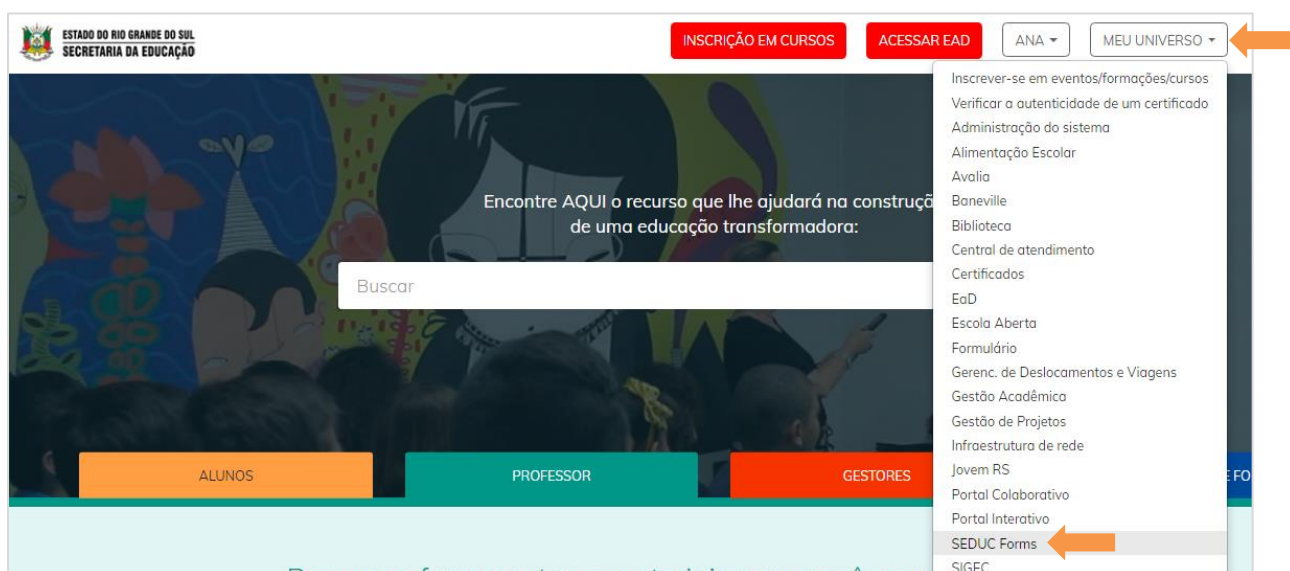 ESTADO DO RIO GRANDE DO SUL
SECRETARIA DA EDUCAÇÃO
INSCRIÇÃO EM CURSOS
ACESSAR EAD
ANA
MEU UNIVERSO
Inscrever-se em eventos/formações/cursos
Verificar a autenticidade de um certificado
Administração do sistema
Alimentação Escolar
Avalia
Baneville
Biblioteca
Central de atendimento
Certificados
EaD
Escola Aberta
Formulário
Gerenc. de Deslocamentos e Viagens
Gestão Acadêmica
Gestão de Projetos
Infraestrutura de rede
Jovem RS
Portal Colaborativo
Portal Interativo
SEDUC Forms
SIGEC
Encontre AQUI o recurso que lhe ajudará na construçã
de uma educação transformadora:
Buscar
ALUNOS
PROFESSOR
GESTORES
E FO